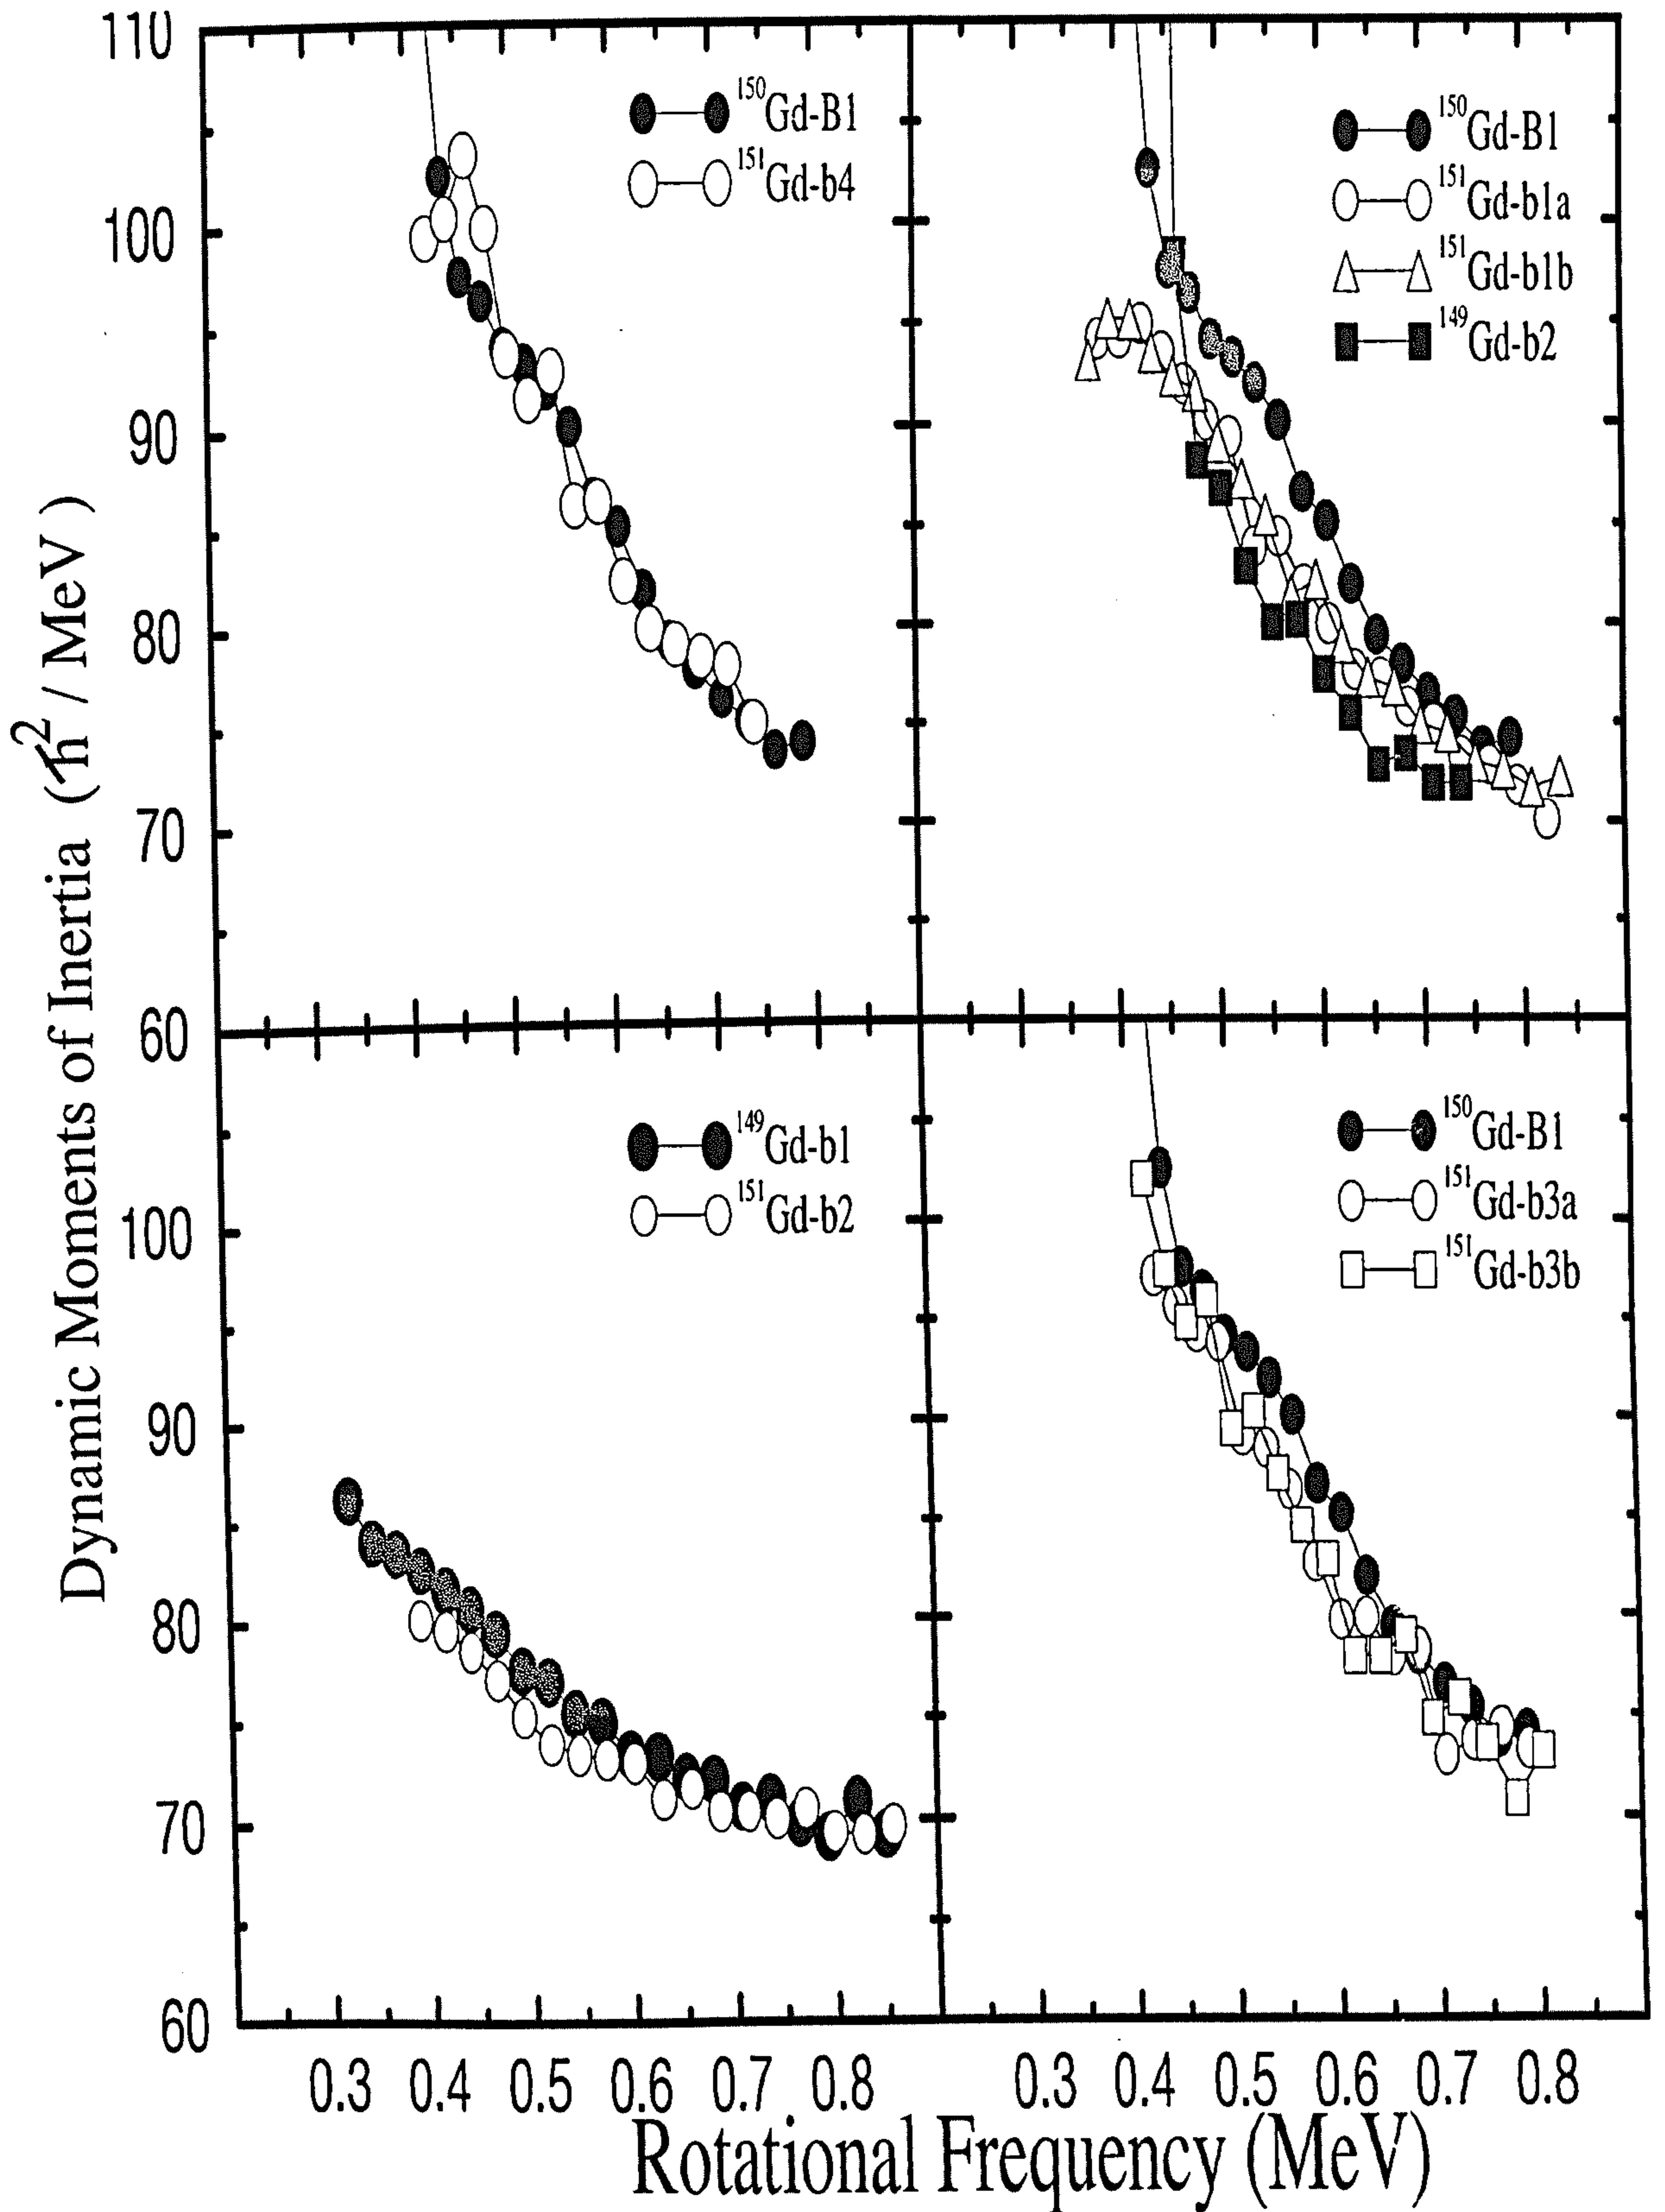 Dynamic Moments of Inertia (ħ² / MeV)
110
100
90
80
70
60
100
90
80
70
60
¹⁵⁰Gd-B1
¹⁵¹Gd-b4
¹⁵⁰Gd-B1
¹⁵¹Gd-b1a
¹⁵¹Gd-b1b
¹⁴⁹Gd-b2
¹⁴⁹Gd-b1
¹⁵¹Gd-b2
¹⁵⁰Gd-B1
¹⁵¹Gd-b3a
¹⁵¹Gd-b3b
0.3 0.4 0.5 0.6 0.7 0.8 0.3 0.4 0.5 0.6 0.7 0.8
Rotational Frequency (MeV)